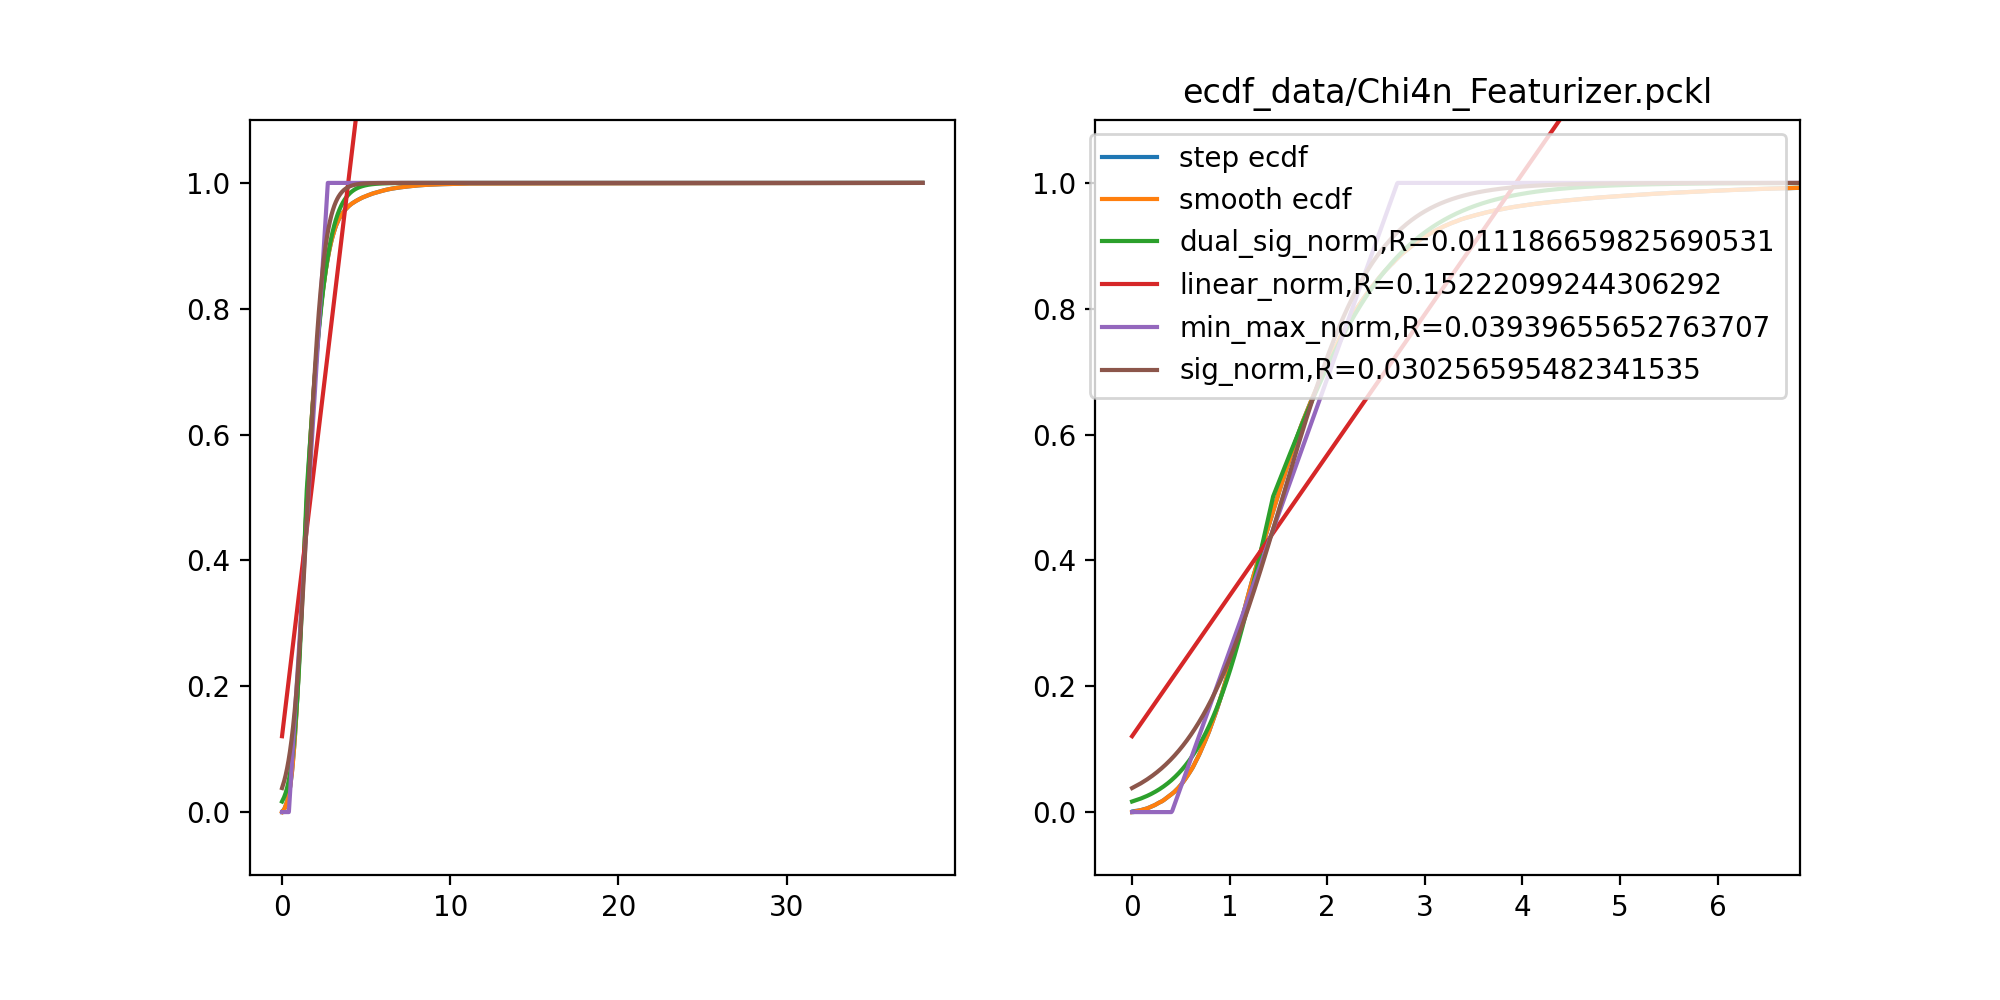 ecdf_data/Chi4n_Featurizer.pckl
1.0
0.8
0.6
0.4
0.2
0.0
0 10 20 30
step ecdf
smooth ecdf
dual_sig_norm,R=0.011186659825690531
linear_norm,R=0.15222099244306292
min_max_norm,R=0.03939655652763707
sig_norm,R=0.030256595482341535
1.0
0.8
0.6
0.4
0.2
0.0
0 1 2 3 4 5 6